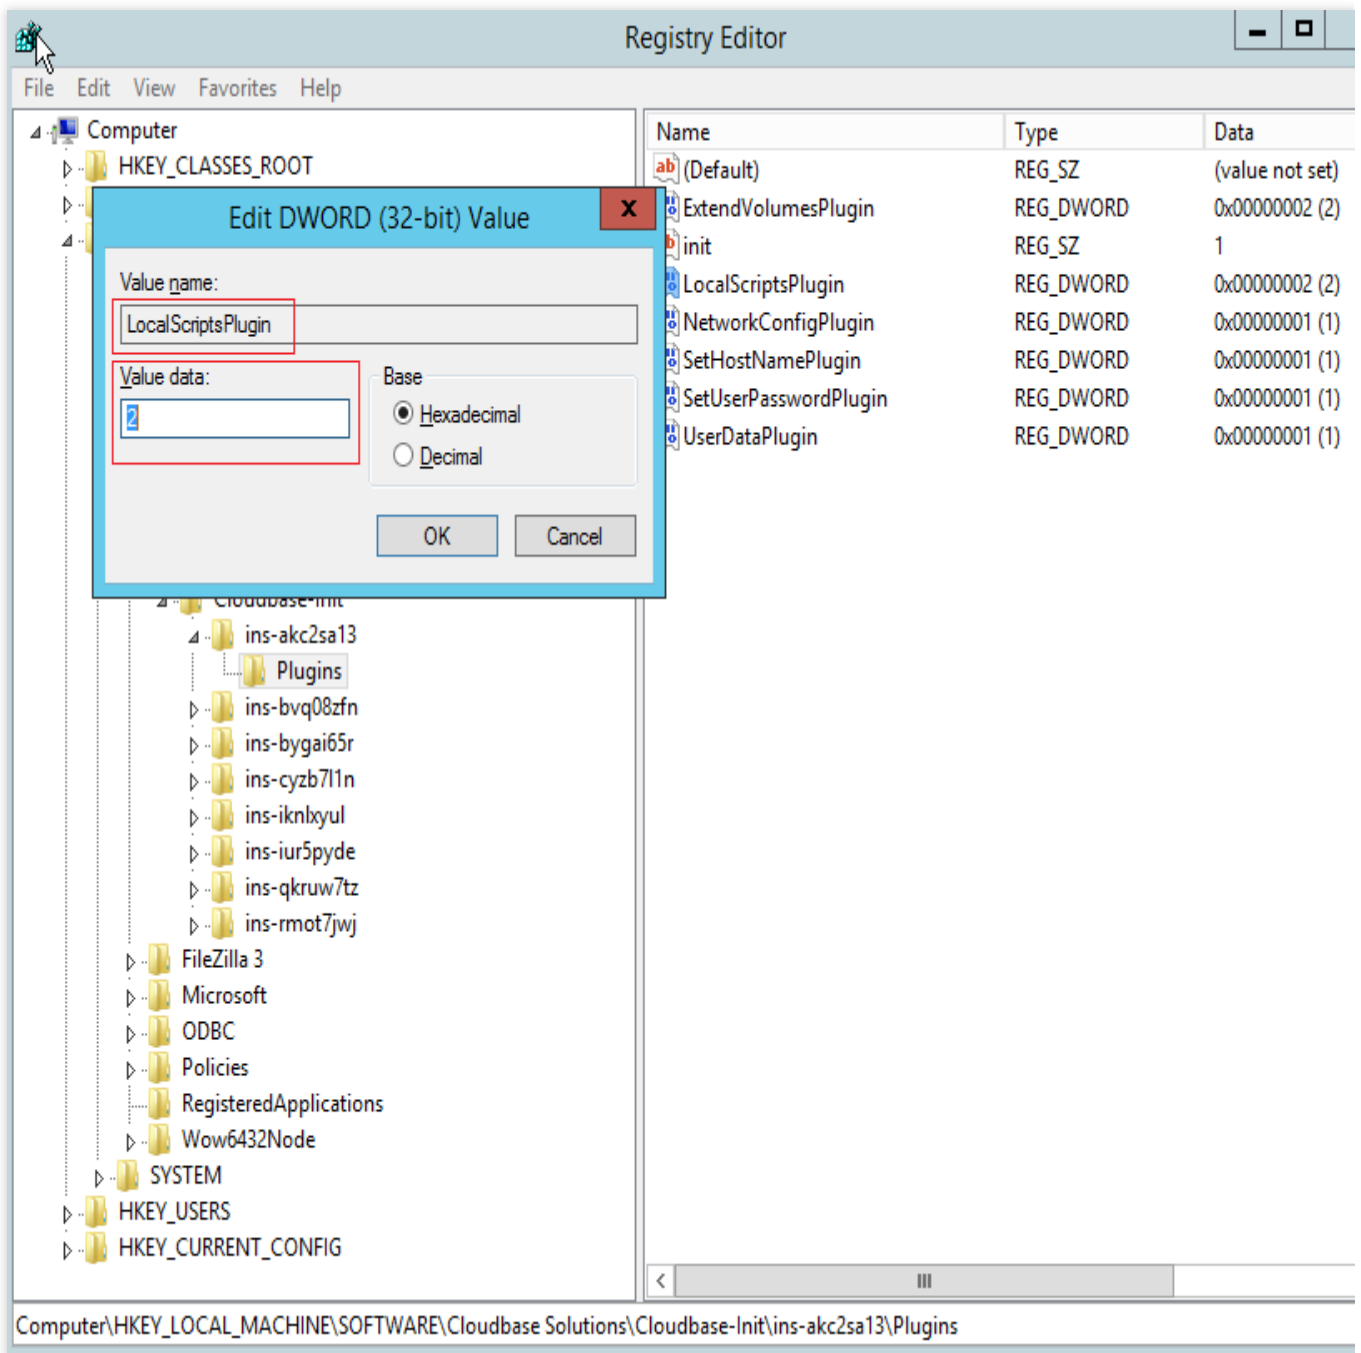 Registry Editor
File Edit View Favorites Help
Computer
HKEY_CLASSES_ROOT
Edit DWORD (32-bit) Value
X
Value name:
LocalScriptsPlugin
Value data:
2
Base
Hexadecimal
Decimal
OK
Cancel
Cloudbase-Init
ins-akc2sa13
Plugins
ins-bvq08zfn
ins-bygai65r
ins-cyzb7l1n
ins-iknlxyul
ins-iur5pyde
ins-qkruw7tz
ins-rmot7jwj
FileZilla 3
Microsoft
ODBC
Policies
RegisteredApplications
Wow6432Node
SYSTEM
HKEY_USERS
HKEY_CURRENT_CONFIG
Name Type Data
(Default) REG_SZ (value not set)
ExtendVolumesPlugin REG_DWORD 0x00000002 (2)
init REG_SZ 1
LocalScriptsPlugin REG_DWORD 0x00000002 (2)
NetworkConfigPlugin REG_DWORD 0x00000001 (1)
SetHostNamePlugin REG_DWORD 0x00000001 (1)
SetUserPasswordPlugin REG_DWORD 0x00000001 (1)
UserDataPlugin REG_DWORD 0x00000001 (1)
Computer\HKEY_LOCAL_MACHINE\SOFTWARE\Cloudbase Solutions\Cloudbase-Init\ins-akc2sa13\Plugins